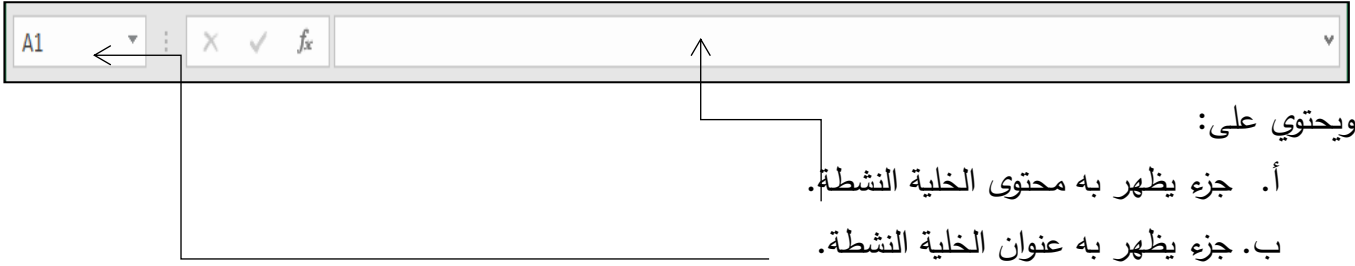 A1 fx
ويحتوي على:
أ. جزء يظهر به محتوى الخلية النشطة.
ب. جزء يظهر به عنوان الخلية النشطة.